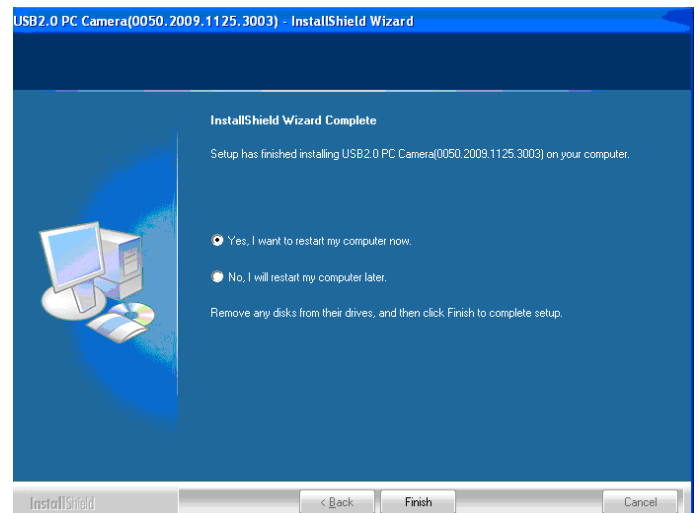 USB2.0 PC Camera(0050.2009.1125.3003) - InstallShield Wizard
InstallShield Wizard Complete
Setup has finished installing USB2.0 PC Camera(0050.2009.1125.3003) on your computer.
Yes, I want to restart my computer now.
No, I will restart my computer later.
Remove any disks from their drives, and then click Finish to complete setup.
InstallShield
< Back
Finish
Cancel